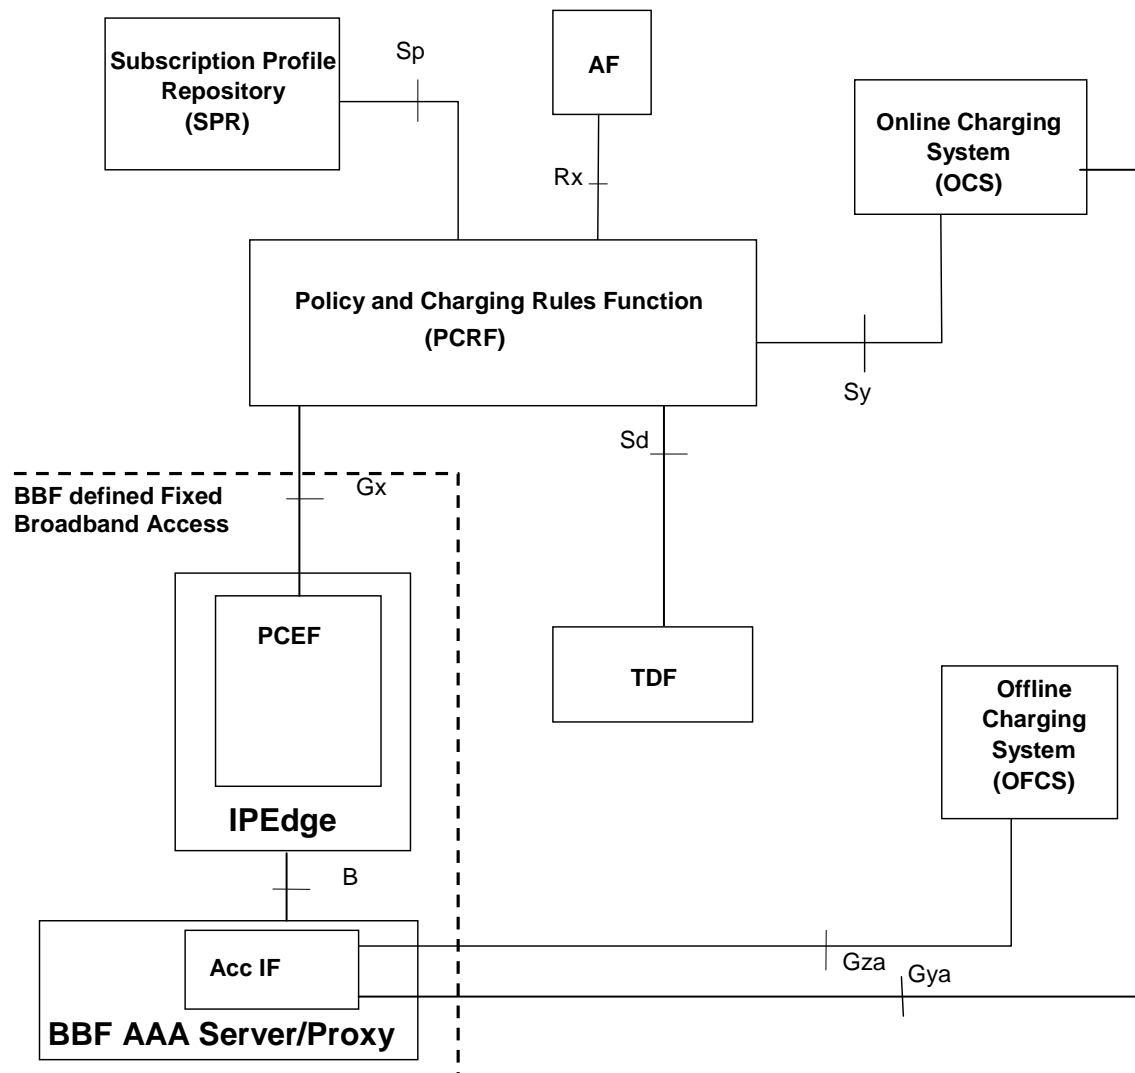 Subscription Profile
Repository
(SPR)
Sp
AF
Rx
Online Charging
System
(OCS)
Policy and Charging Rules Function
(PCRF)
Sy
Sd
Gx
BBF defined Fixed
Broadband Access
PCEF
IPEdge
TDF
Offline
Charging
System
(OFCS)
B
Acc IF
BBF AAA Server/Proxy
Gza
Gya